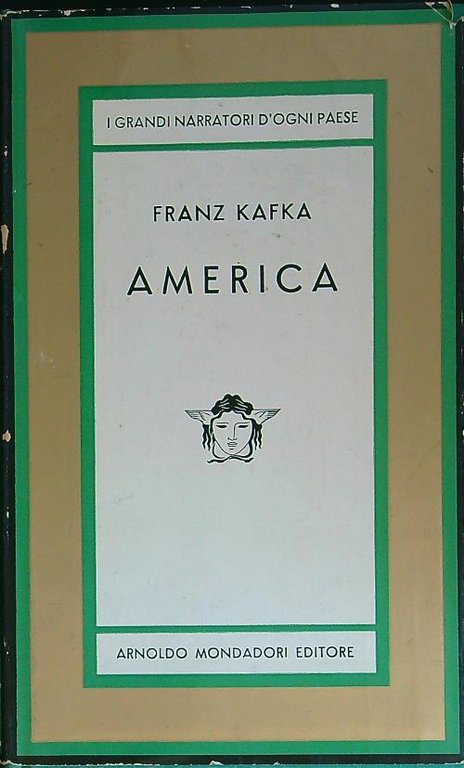 I GRANDI NARRATORI D'OGNI PAESE
FRANZ KAFKA
AMERICA
ARNOLDO MONDADORI EDITORE